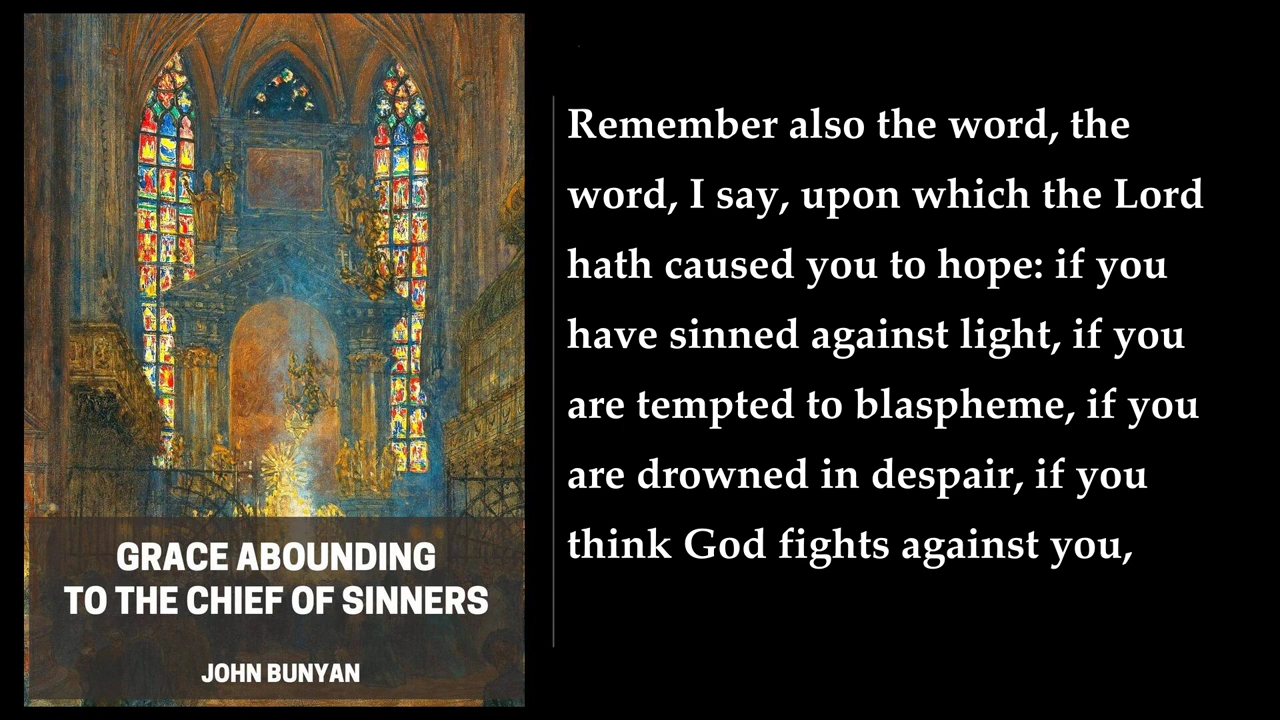 GRACE ABOUNDING
TO THE CHIEF OF SINNERS
JOHN BUNYAN
Remember also the word, the
word, I say, upon which the Lord
hath caused you to hope: if you
have sinned against light, if you
are tempted to blaspheme, if you
are drowned in despair, if you
think God fights against you,